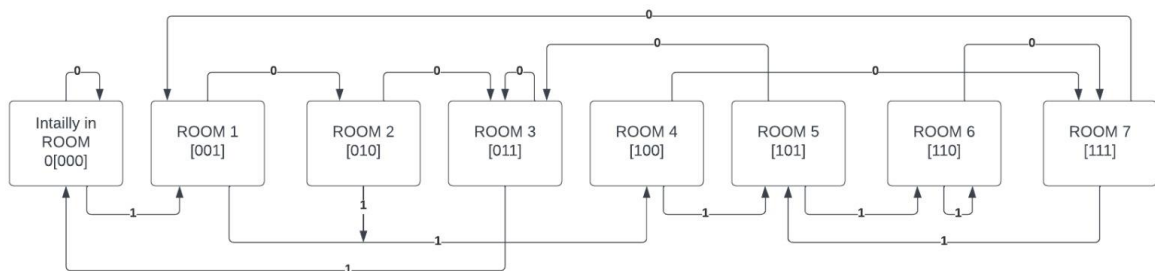 0
0
0
0
0
0
0
0
Intailly in
ROOM
0[000]
ROOM 1
[001]
ROOM 2
[010]
ROOM 3
[011]
ROOM 4
[100]
ROOM 5
[101]
ROOM 6
[110]
ROOM 7
[111]
1
1
1
1
1
1
1
1